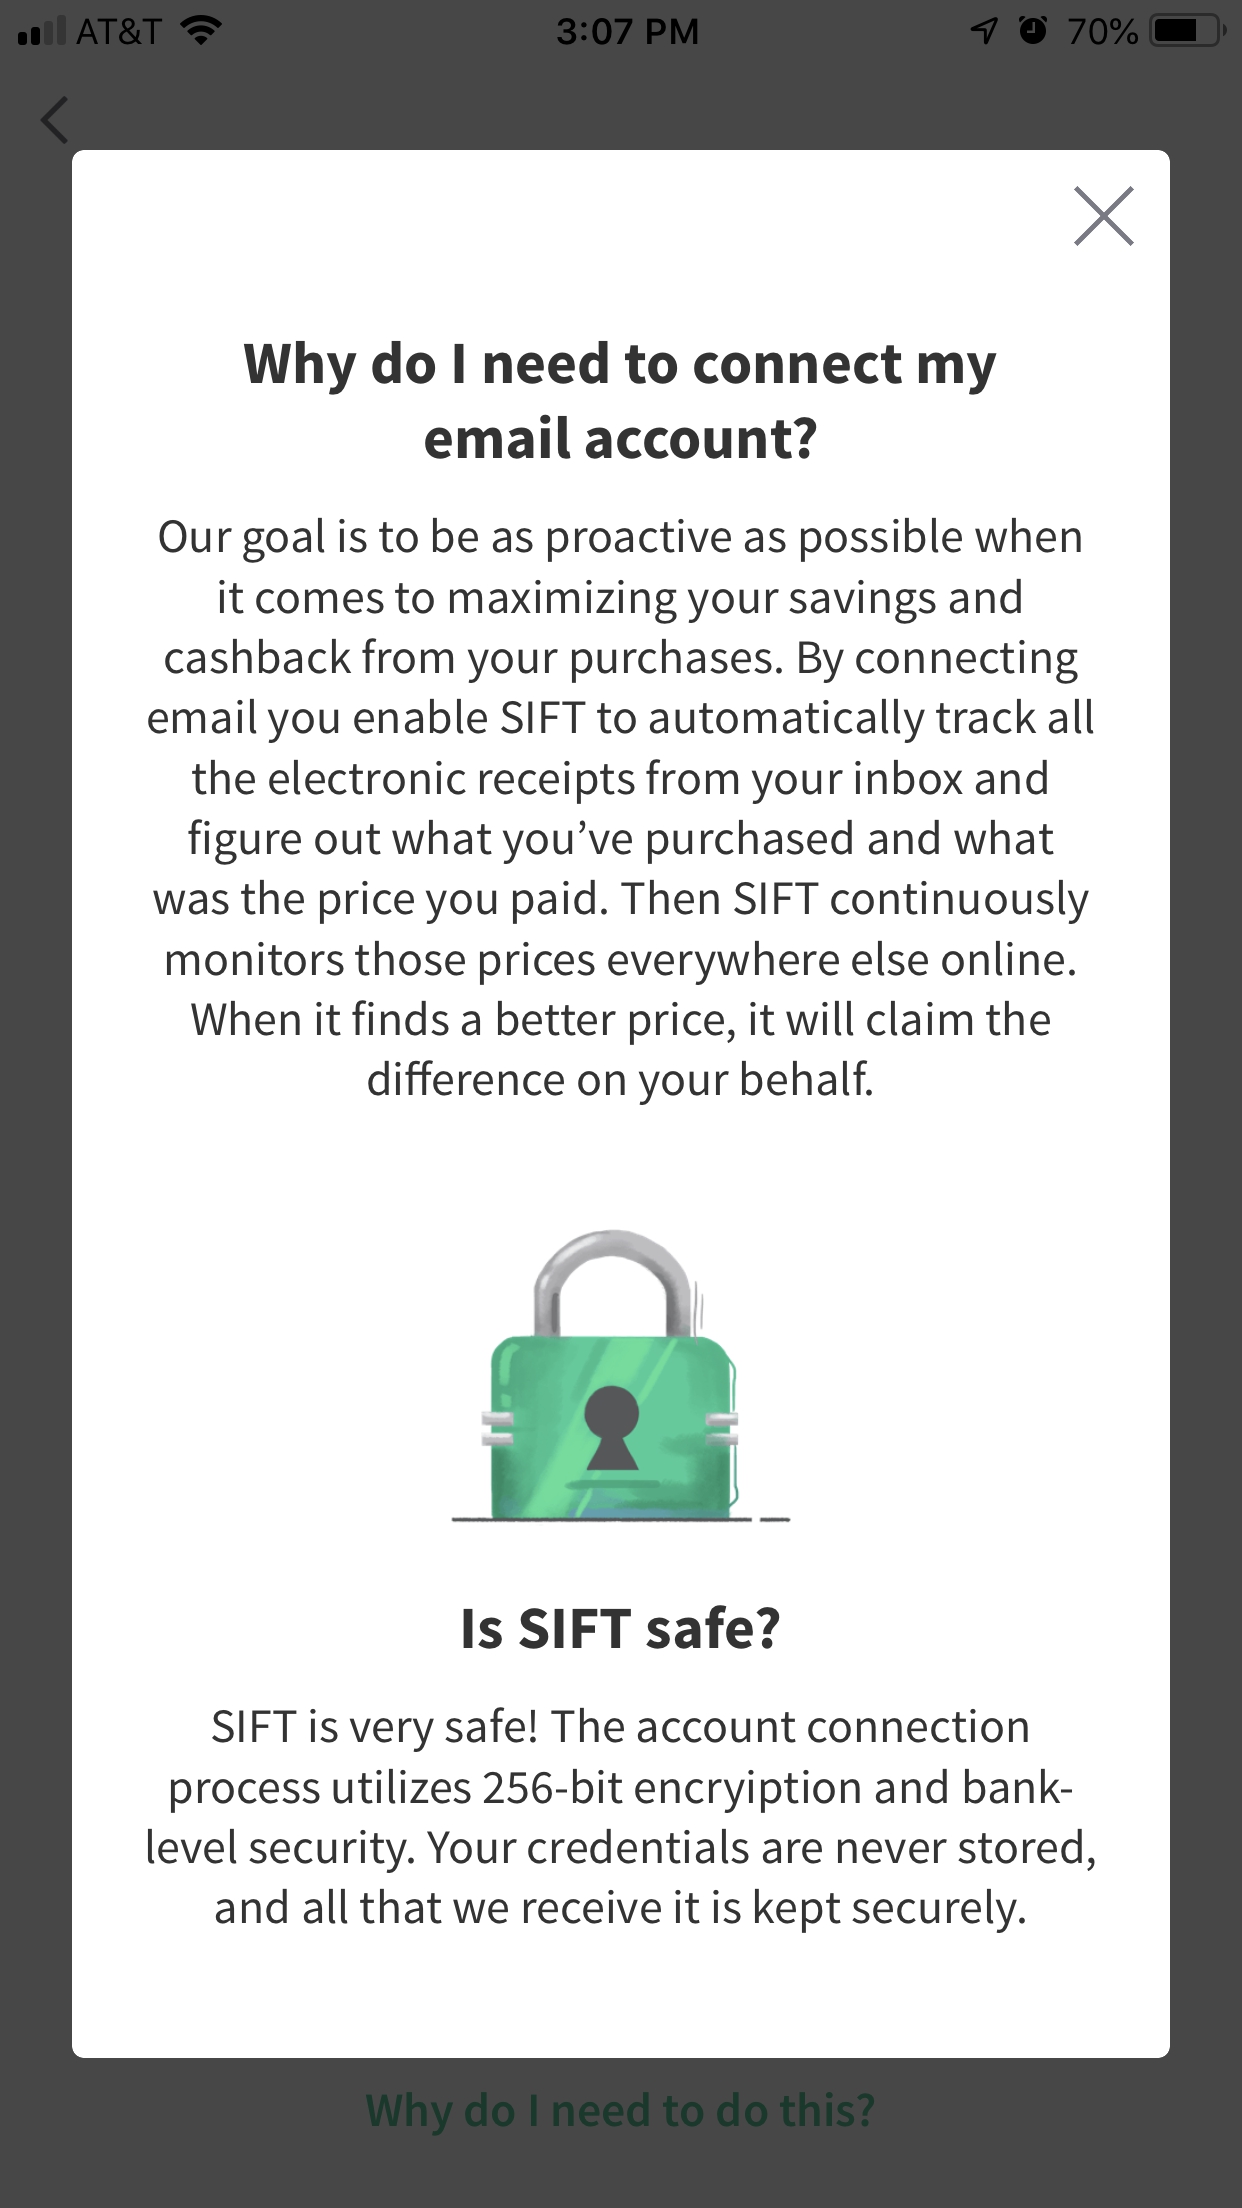 AT&T 3:07 PM 70%
Why do I need to connect my
email account?
Our goal is to be as proactive as possible when
it comes to maximizing your savings and
cashback from your purchases. By connecting
email you enable SIFT to automatically track all
the electronic receipts from your inbox and
figure out what you’ve purchased and what
was the price you paid. Then SIFT continuously
monitors those prices everywhere else online.
When it finds a better price, it will claim the
difference on your behalf.
Is SIFT safe?
SIFT is very safe! The account connection
process utilizes 256-bit encryiption and bank-
level security. Your credentials are never stored,
and all that we receive it is kept securely.
Why do I need to do this?